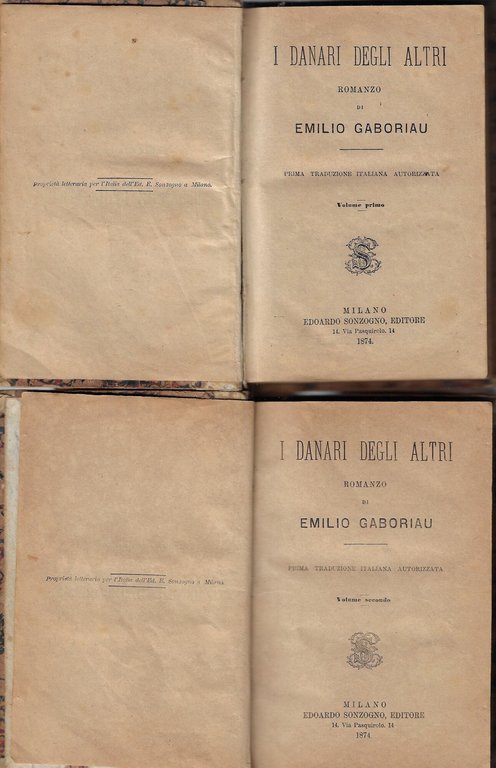 Proprietà letteraria per l'Italia dell'Ed. E. Sonzogno a Milano.
I DANARI DEGLI ALTRI
ROMANZO
DI
EMILIO GABORIAU
PRIMA TRADUZIONE ITALIANA AUTORIZZATA
Volume primo
MILANO
EDOARDO SONZOGNO, EDITORE
14. Via Pasquirolo. 14
1874.
Proprietà letteraria per l'Italia dell'Ed. E. Sonzogno a Milano.
I DANARI DEGLI ALTRI
ROMANZO
DI
EMILIO GABORIAU
PRIMA TRADUZIONE ITALIANA AUTORIZZATA
Volume secondo
MILANO
EDOARDO SONZOGNO, EDITORE
14. Via Pasquirolo. 14
1874.